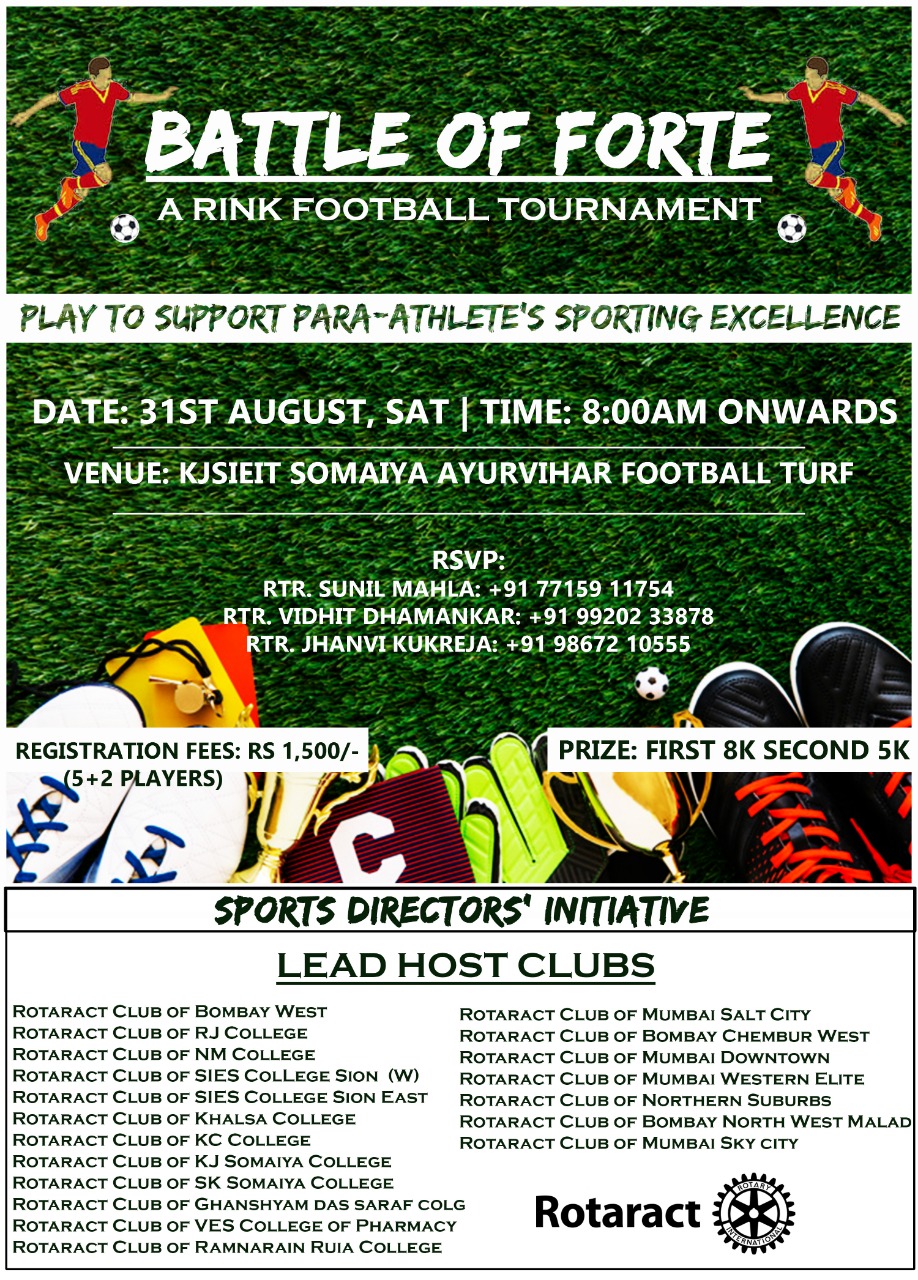 BATTLE OF FORTE
A RINK FOOTBALL TOURNAMENT
PLAY TO SUPPORT PARA-ATHLETE'S SPORTING EXCELLENCE
DATE: 31ST AUGUST, SAT | TIME: 8:00AM ONWARDS
VENUE: KJSIEIT SOMAIYA AYURVIHAR FOOTBALL TURF
RSVP:
RTR. SUNIL MAHLA: +91 77159 11754
RTR. VIDHIT DHAMANKAR: +91 99202 33878
RTR. JHANVI KUKREJA: +91 98672 10555
REGISTRATION FEES: RS 1,500/-
(5+2 PLAYERS)
PRIZE: FIRST 8K SECOND 5K
C
SPORTS DIRECTORS' INITIATIVE
LEAD HOST CLUBS
ROTARACT CLUB OF BOMBAY WEST
ROTARACT CLUB OF RJ COLLEGE
ROTARACT CLUB OF NM COLLEGE
ROTARACT CLUB OF SIES COLLEGE SION (W)
ROTARACT CLUB OF SIES COLLEGE SION EAST
ROTARACT CLUB OF KHALSA COLLEGE
ROTARACT CLUB OF KC COLLEGE
ROTARACT CLUB OF KJ SOMAIYA COLLEGE
ROTARACT CLUB OF SK SOMAIYA COLLEGE
ROTARACT CLUB OF GHANSHYAM DAS SARAF COLG
ROTARACT CLUB OF VES COLLEGE OF PHARMACY
ROTARACT CLUB OF RAMNARAIN RUIA COLLEGE
ROTARACT CLUB OF MUMBAI SALT CITY
ROTARACT CLUB OF BOMBAY CHEMBUR WEST
ROTARACT CLUB OF MUMBAI DOWNTOWN
ROTARACT CLUB OF MUMBAI WESTERN ELITE
ROTARACT CLUB OF NORTHERN SUBURBS
ROTARACT CLUB OF BOMBAY NORTH WEST MALAD
ROTARACT CLUB OF MUMBAI SKY CITY
Rotaract
ROTARY
INTERNATIONAL